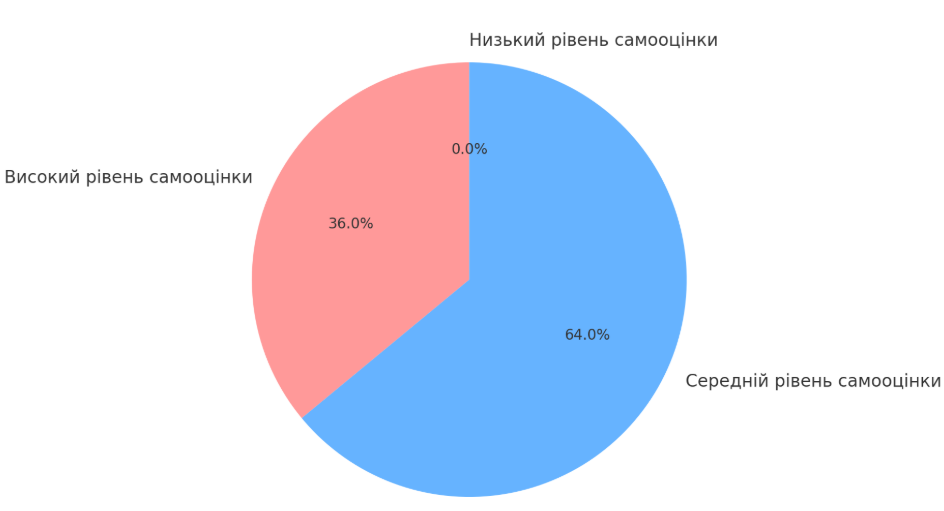 Низький рівень самооцінки
0.0%
Високий рівень самооцінки
36.0%
64.0%
Середній рівень самооцінки